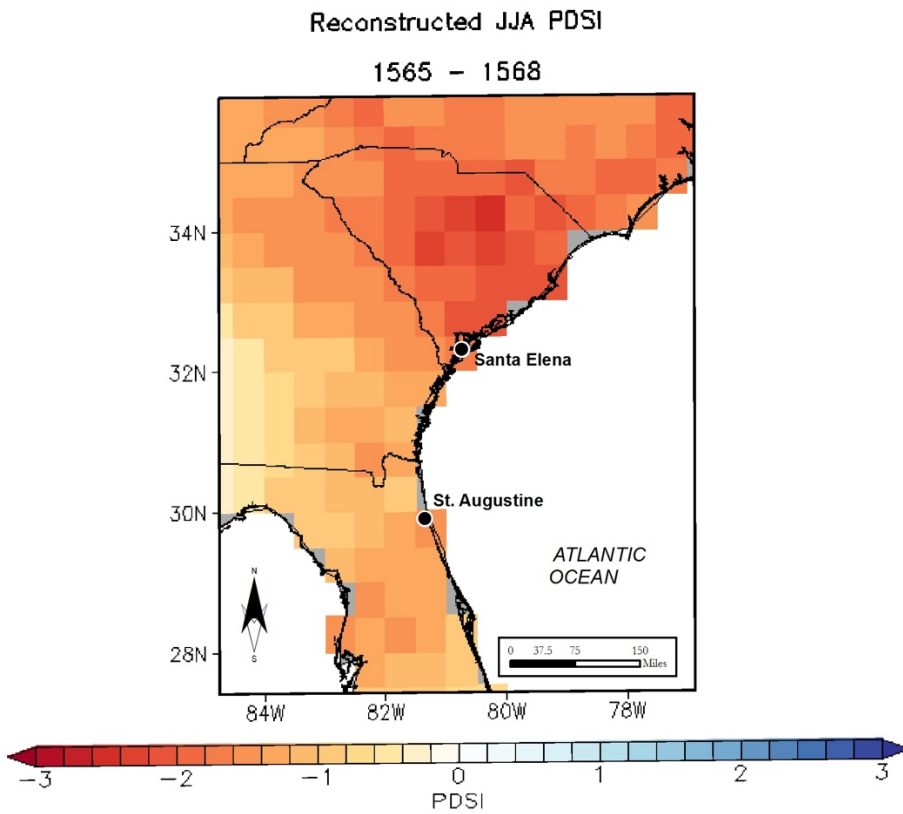 Reconstructed JJA PDSI
1565 – 1568
34N
Santa Elena
32N
St. Augustine
30N
ATLANTIC
OCEAN
N
S
0 37.5 75 150
Miles
28N
84W 82W 80W 78W
−3 −2 −1 0 1 2 3
PDSI